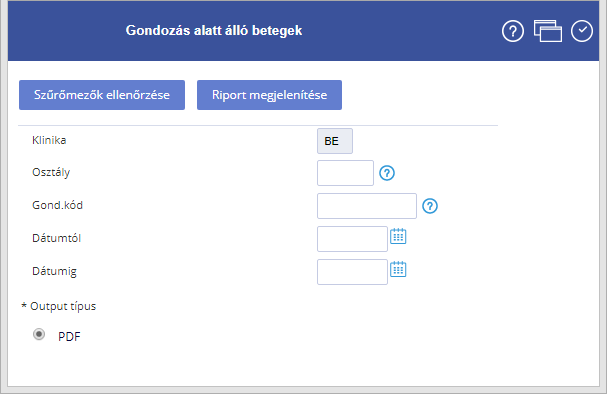 Gondozás alatt álló betegek
Szűrőmezők ellenőrzése Riport megjelenítése
Klinika BE
Osztály
Gond.kód
Dátumtól
Dátumig
* Output típus
PDF